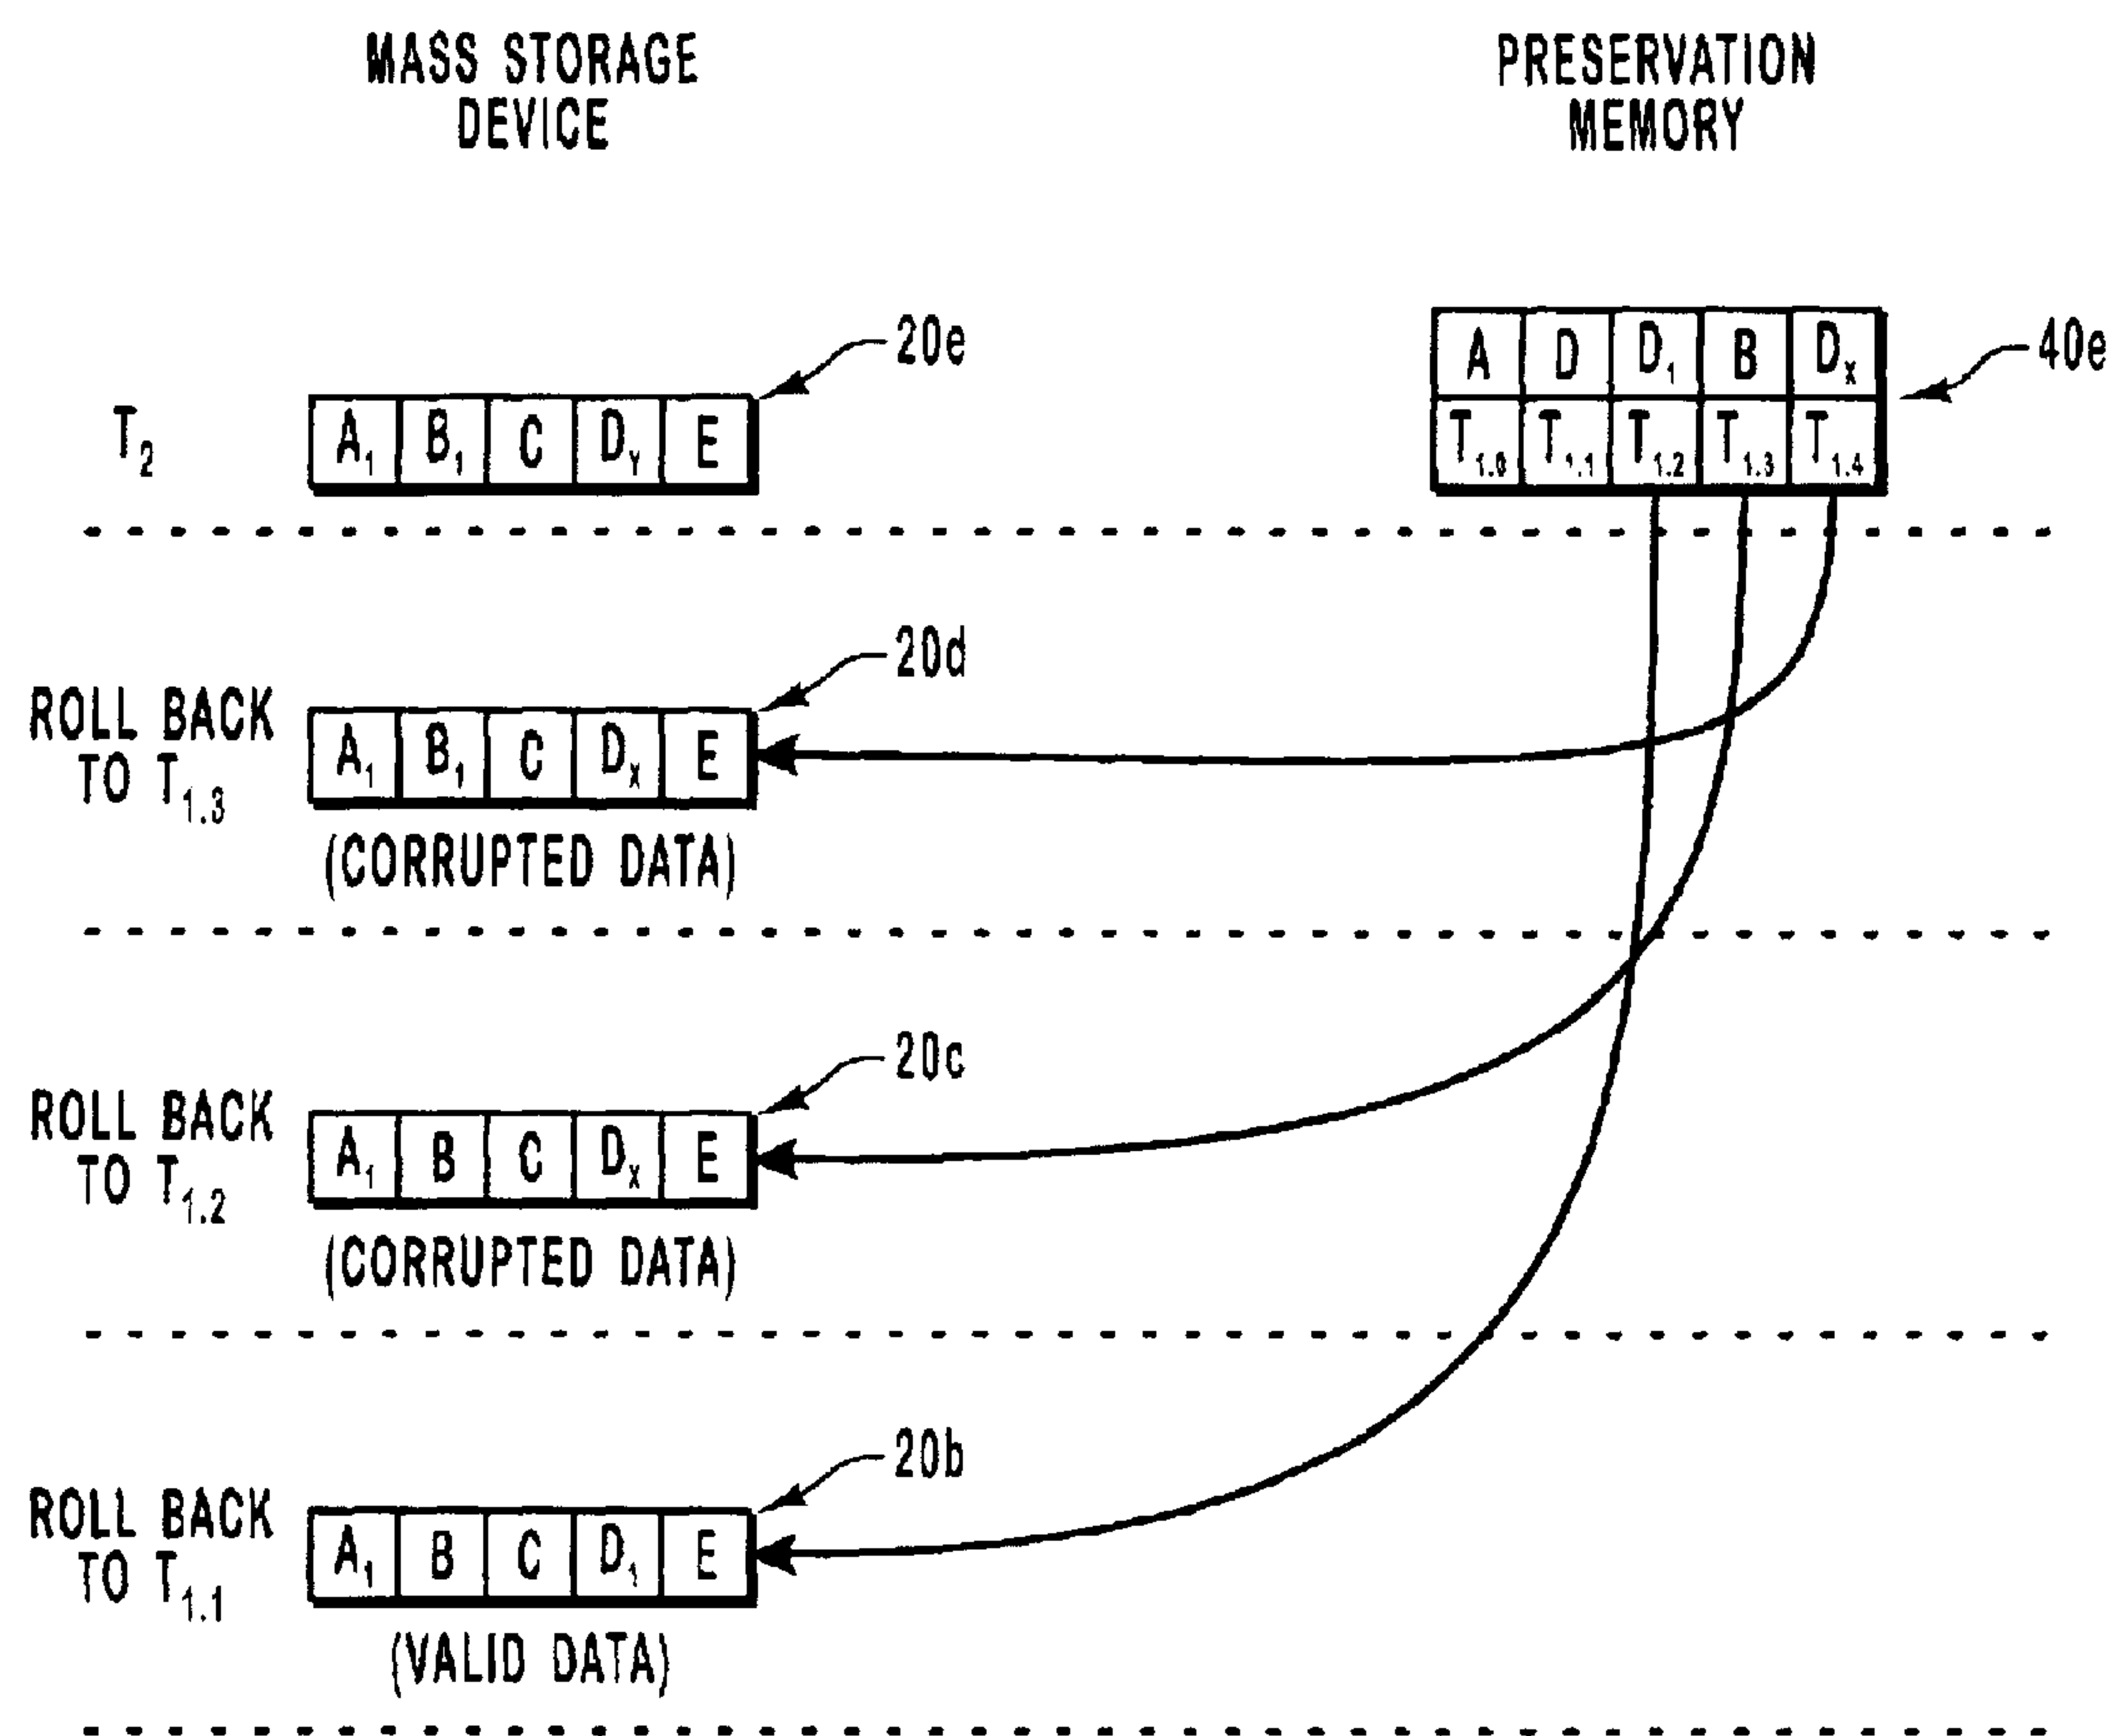 MASS STORAGE
DEVICE
PRESERVATION
MEMORY
20e
40e
A D D₁ B Dₓ
T₂
A₁ B₁ C Dᵧ E
T₁.₀ T₁.₁ T₁.₂ T₁.₃ T₁.₄
20d
ROLL BACK
TO T₁.₃
A₁ B₁ C Dₓ E
(CORRUPTED DATA)
20c
ROLL BACK
TO T₁.₂
A₁ B C Dₓ E
(CORRUPTED DATA)
20b
ROLL BACK
TO T₁.₁
A₁ B C D₁ E
(VALID DATA)